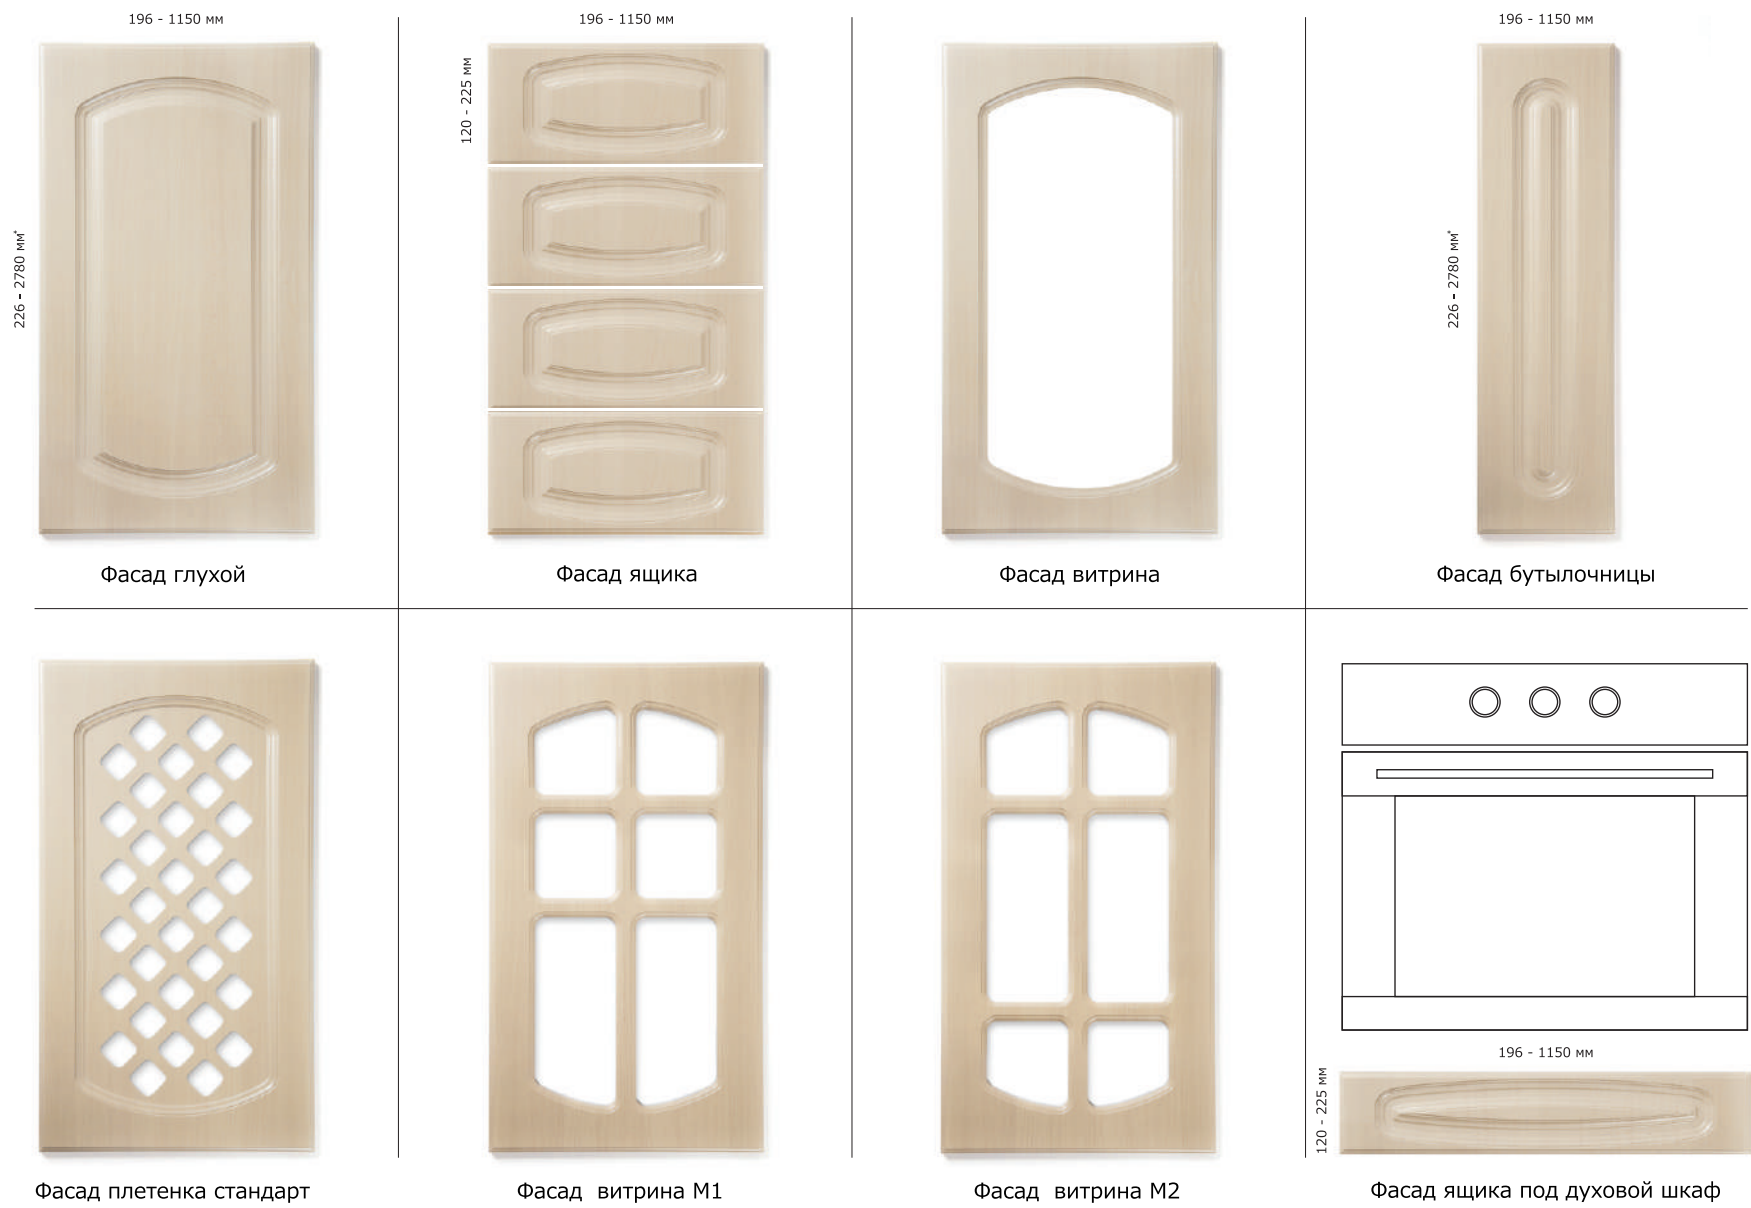 196 - 1150 мм
196 - 1150 мм
196 - 1150 мм
226 - 2780 мм*
120 - 225 мм
226 - 2780 мм*
Фасад глухой
Фасад ящика
Фасад витрина
Фасад бутылочницы
196 - 1150 мм
120 - 225 мм
Фасад плетенка стандарт
Фасад витрина М1
Фасад витрина М2
Фасад ящика под духовой шкаф